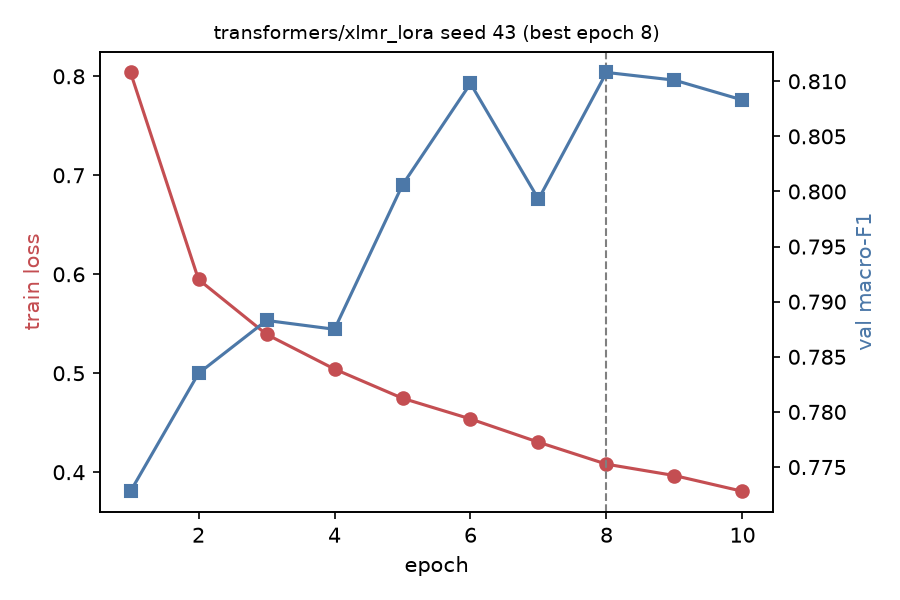 transformers/xlmr_lora seed 43 (best epoch 8)
0.8
0.7
0.6
0.5
0.4
train loss
0.810
0.805
0.800
0.795
0.790
0.785
0.780
0.775
val macro-F1
2 4 6 8 10
epoch